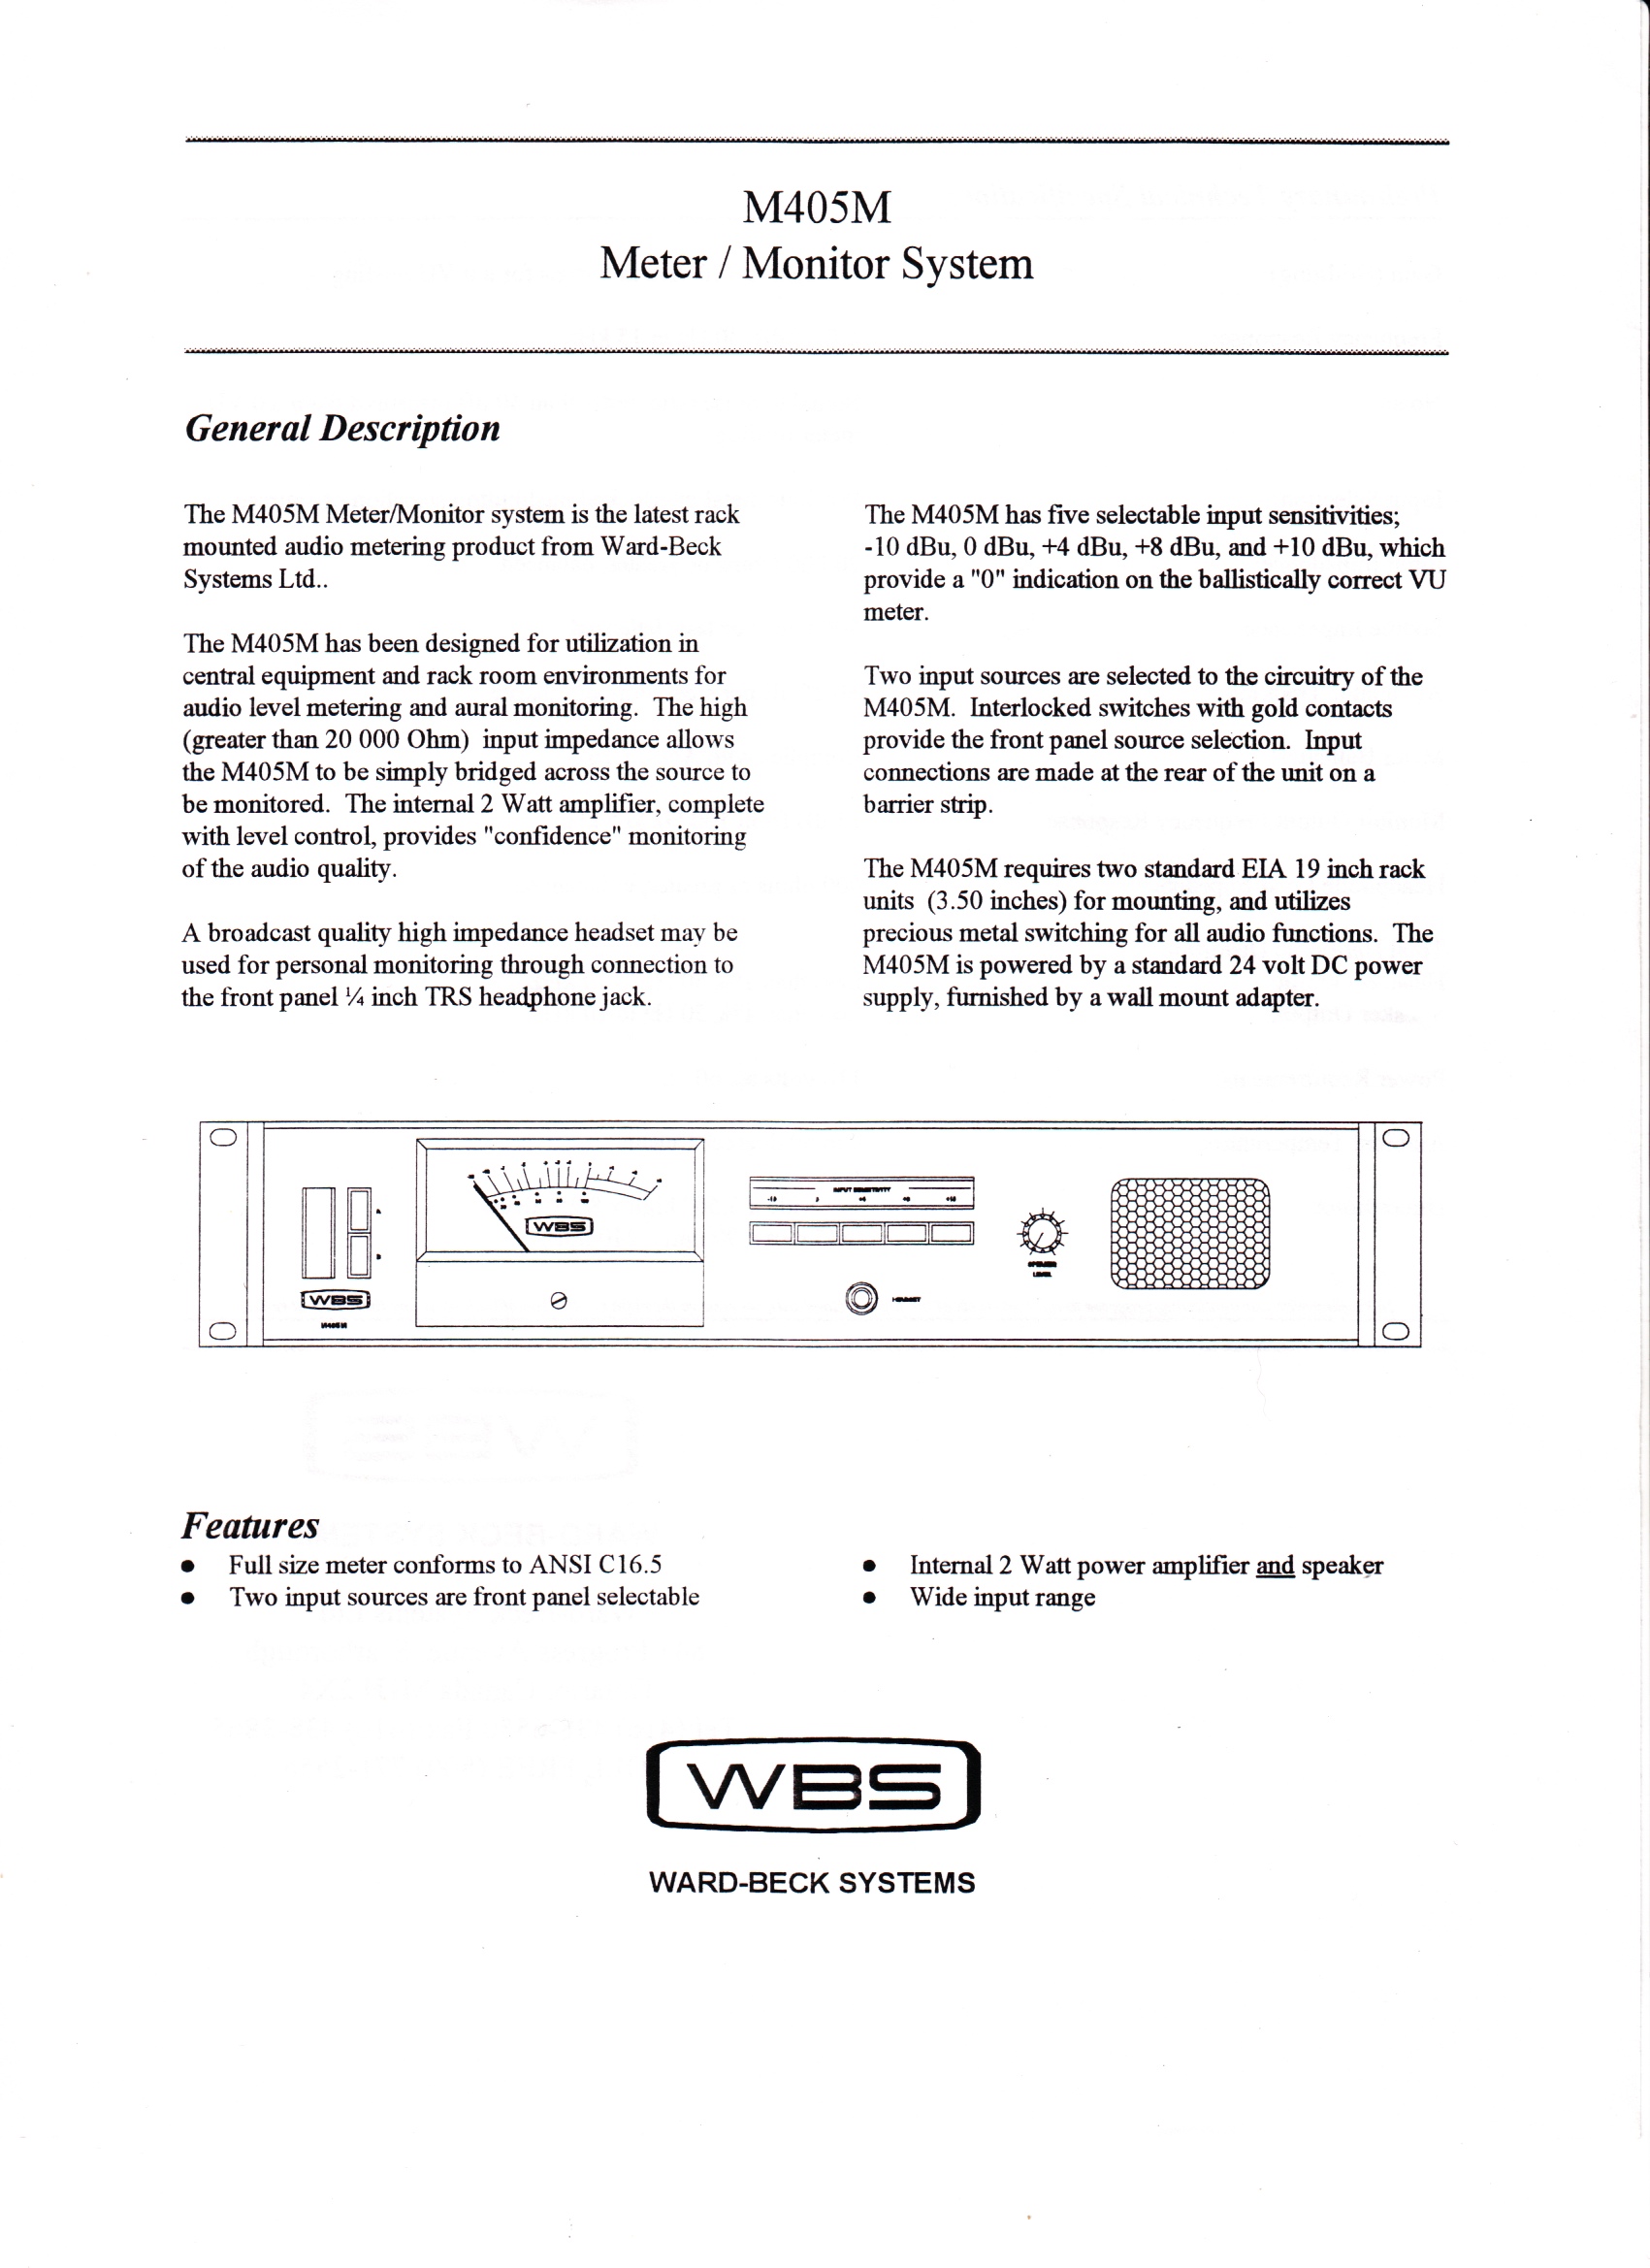 M405M
Meter / Monitor System
General Description
The M405M Meter/Monitor system is the latest rack
mounted audio metering product from Ward-Beck
Systems Ltd..
The M405M has been designed for utilization in
central equipment and rack room environments for
audio level metering and aural monitoring. The high
(greater than 20 000 Ohm) input impedance allows
the M405M to be simply bridged across the source to
be monitored. The internal 2 Watt amplifier, complete
with level control, provides "confidence" monitoring
of the audio quality.
A broadcast quality high impedance headset may be
used for personal monitoring through connection to
the front panel ¼ inch TRS headphone jack.
The M405M has five selectable input sensitivities;
-10 dBu, 0 dBu, +4 dBu, +8 dBu, and +10 dBu, which
provide a "0" indication on the ballistically correct VU
meter.
Two input sources are selected to the circuitry of the
M405M. Interlocked switches with gold contacts
provide the front panel source selection. Input
connections are made at the rear of the unit on a
barrier strip.
The M405M requires two standard EIA 19 inch rack
units (3.50 inches) for mounting, and utilizes
precious metal switching for all audio functions. The
M405M is powered by a standard 24 volt DC power
supply, furnished by a wall mount adapter.
WBS
INPUT SENSITIVITY
A
B
WBS
M405M
SPEAKER
LEVEL
HEADSET
Features
● Full size meter conforms to ANSI C16.5
● Two input sources are front panel selectable
● Internal 2 Watt power amplifier and speaker
● Wide input range
WBS
WARD-BECK SYSTEMS